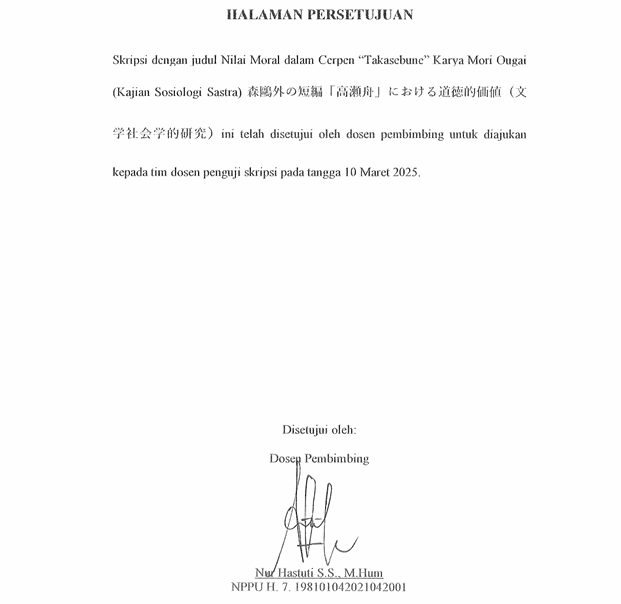 HALAMAN PERSETUJUAN
Skripsi dengan judul Nilai Moral dalam Cerpen “Takasebune” Karya Mori Ougai
(Kajian Sosiologi Sastra) 森鷗外の短編「高瀬舟」における道徳的価値（文
学社会学的研究）ini telah disetujui oleh dosen pembimbing untuk diajukan
kepada tim dosen penguji skripsi pada tangga 10 Maret 2025.
Disetujui oleh:
Dosen Pembimbing
Nur Hastuti S.S., M.Hum
NPPU H. 7. 198101042021042001